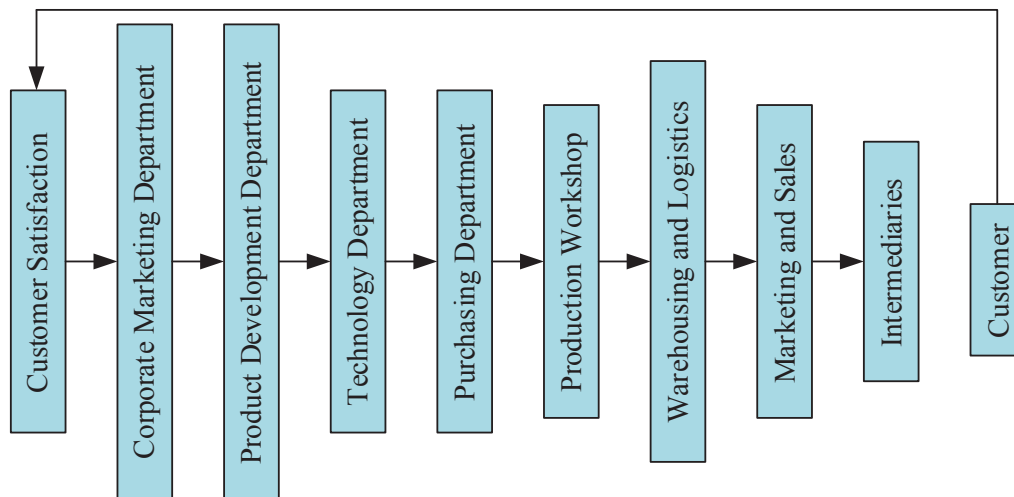 Customer Satisfaction
Corporate Marketing Department
Product Development Department
Technology Department
Purchasing Department
Production Workshop
Warehousing and Logistics
Marketing and Sales
Intermediaries
Customer